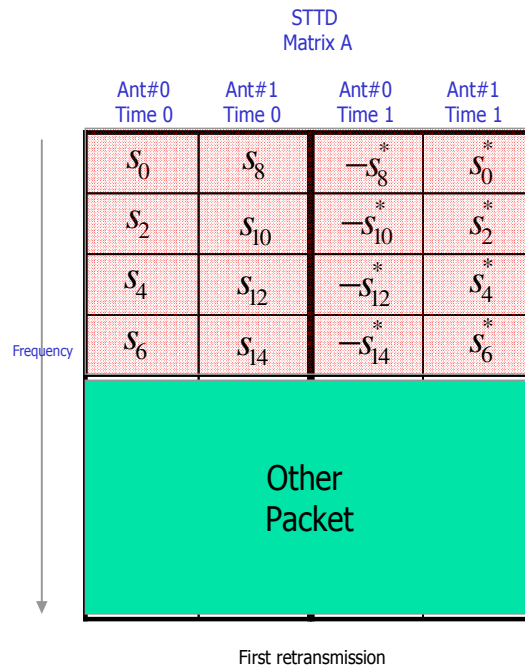 STTD
Matrix A
Ant#0 Ant#1 Ant#0 Ant#1
Time 0 Time 0 Time 1 Time 1
s₀ s₈ −s₈* s₀*
s₂ s₁₀ −s₁₀* s₂*
s₄ s₁₂ −s₁₂* s₄*
s₆ s₁₄ −s₁₄* s₆*
Frequency
Other
Packet
First retransmission